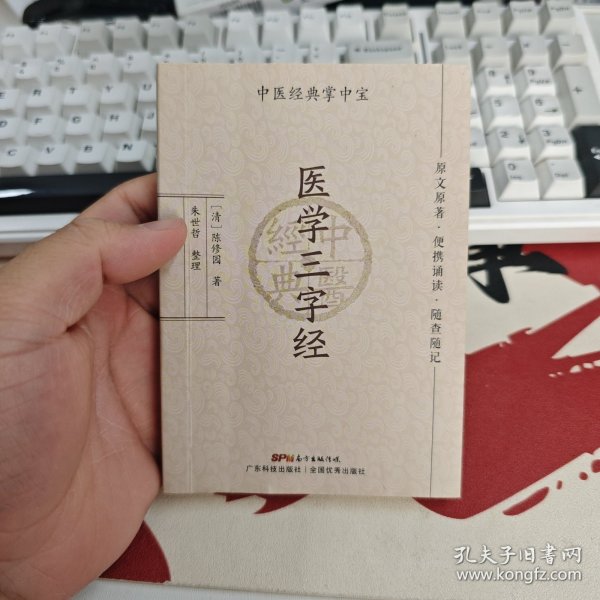 中医经典掌中宝
原文原著·便携诵读·随查随记
医学三字经
中醫
經典
[清]陈修园 著
朱世哲 整理
SPM 南方出版传媒
广东科技出版社|全国优秀出版社
孔夫子旧书网
www.kongfz.com